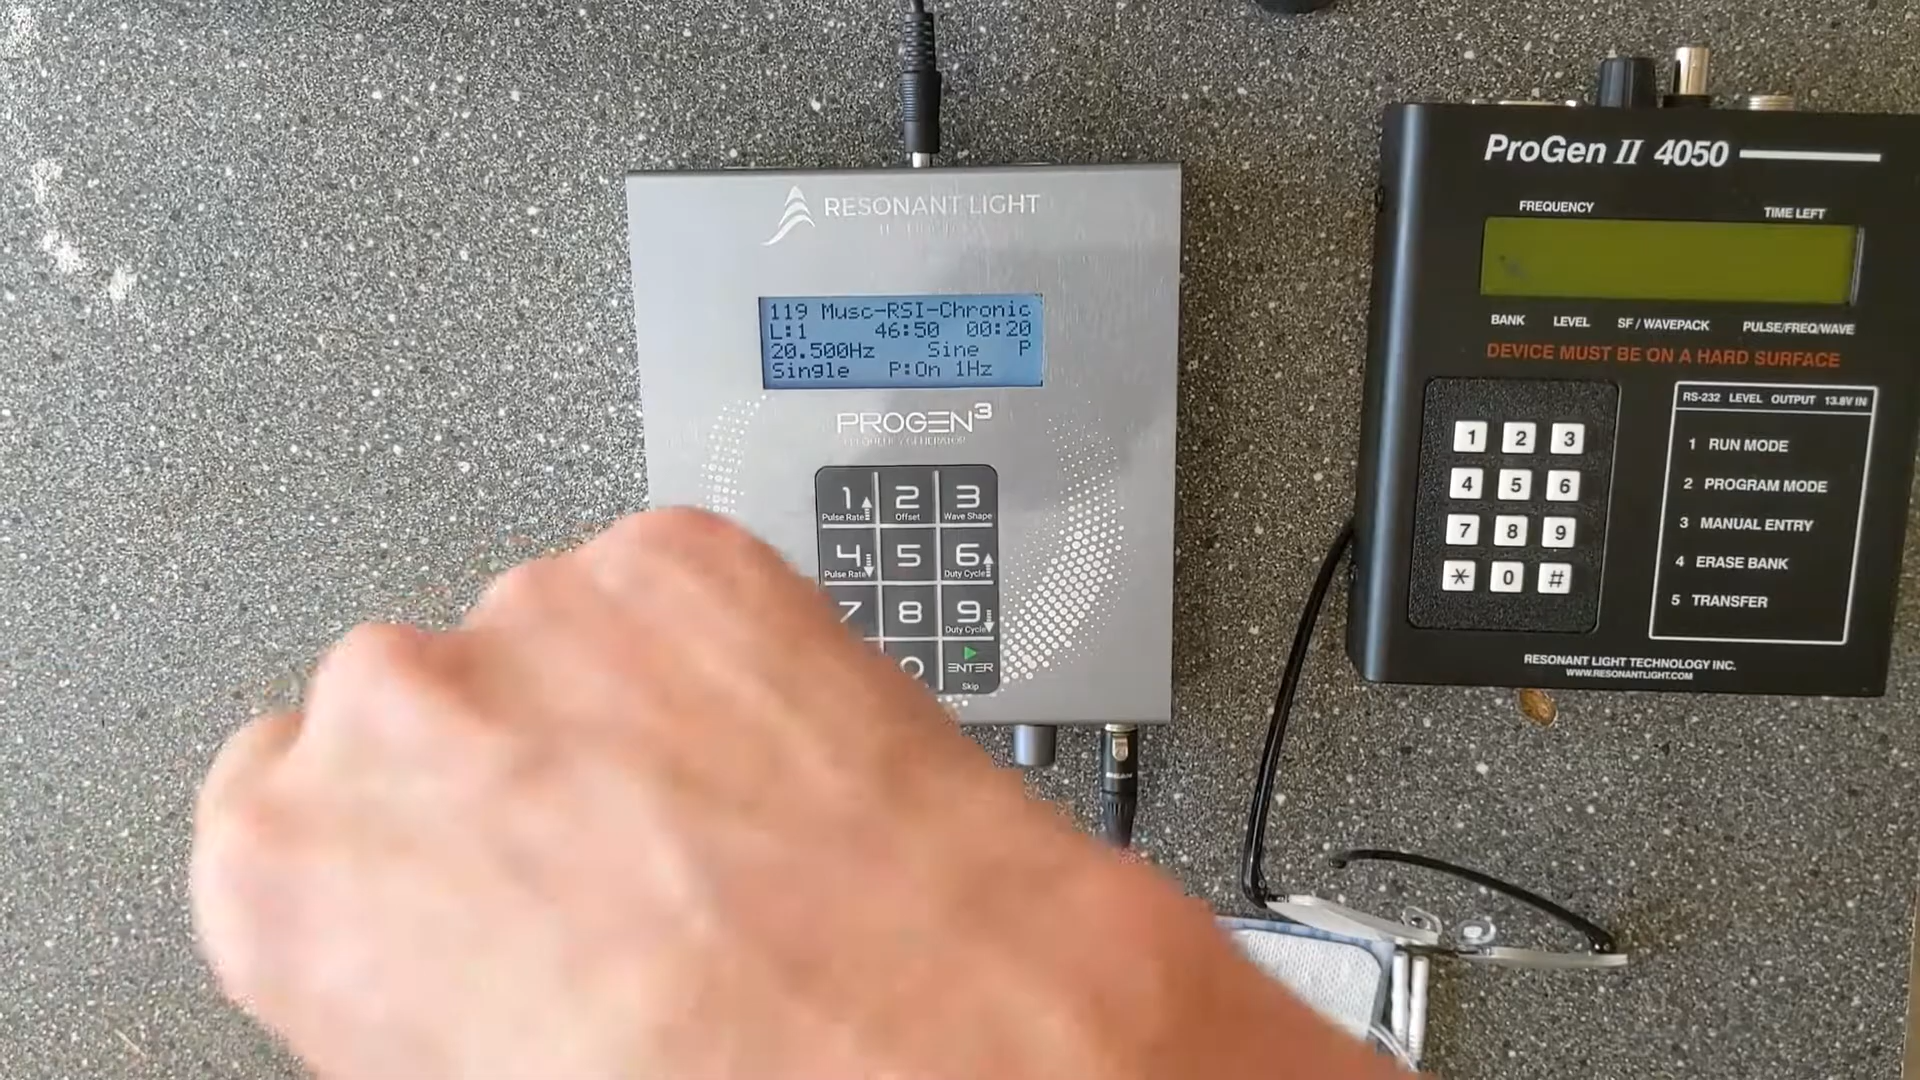 RESONANT LIGHT
119 Musc-RSI-Chronic
L:1 46:50 00:20
20.500Hz Sine P
Single P:On 1Hz
PROGEN3
FREQUENCY GENERATOR
1 2 3
Pulse Rate Offset Wave Shape
4 5 6
Pulse Rate Duty Cycle
7 8 9
Duty Cycle
0 ENTER
Skip
ProGen II 4050
FREQUENCY TIME LEFT
BANK LEVEL SF / WAVEPACK PULSE/FREQ/WAVE
DEVICE MUST BE ON A HARD SURFACE
1 2 3
4 5 6
7 8 9
* 0 #
RS-232 LEVEL OUTPUT 13.8V IN
1 RUN MODE
2 PROGRAM MODE
3 MANUAL ENTRY
4 ERASE BANK
5 TRANSFER
RESONANT LIGHT TECHNOLOGY INC.
WWW.RESONANTLIGHT.COM